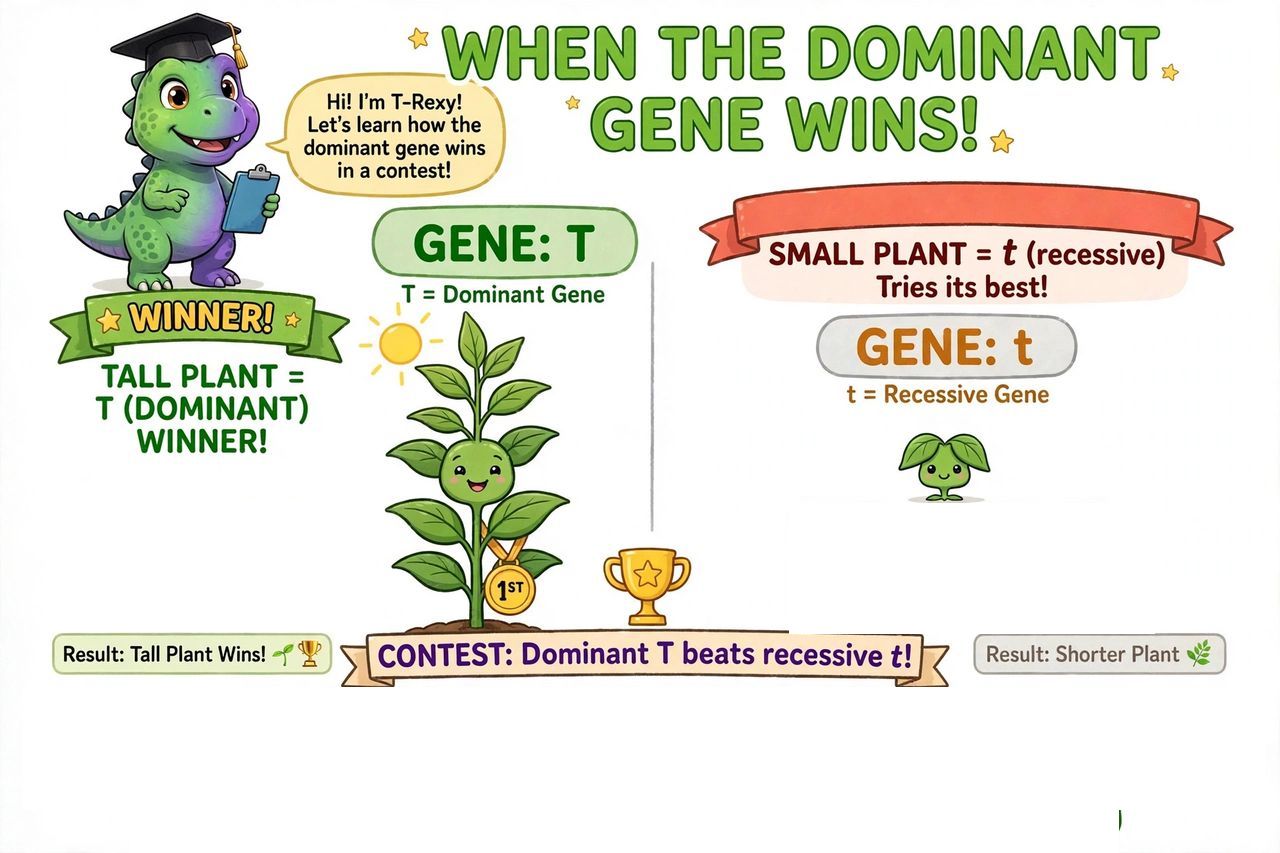 WHEN THE DOMINANT
GENE WINS!
Hi! I'm T-Rexy!
Let's learn how the
dominant gene wins
in a contest!
WINNER!
TALL PLANT =
T (DOMINANT)
WINNER!
GENE: T
T = Dominant Gene
SMALL PLANT = t (recessive)
Tries its best!
GENE: t
t = Recessive Gene
1ST
Result: Tall Plant Wins!
CONTEST: Dominant T beats recessive t!
Result: Shorter Plant